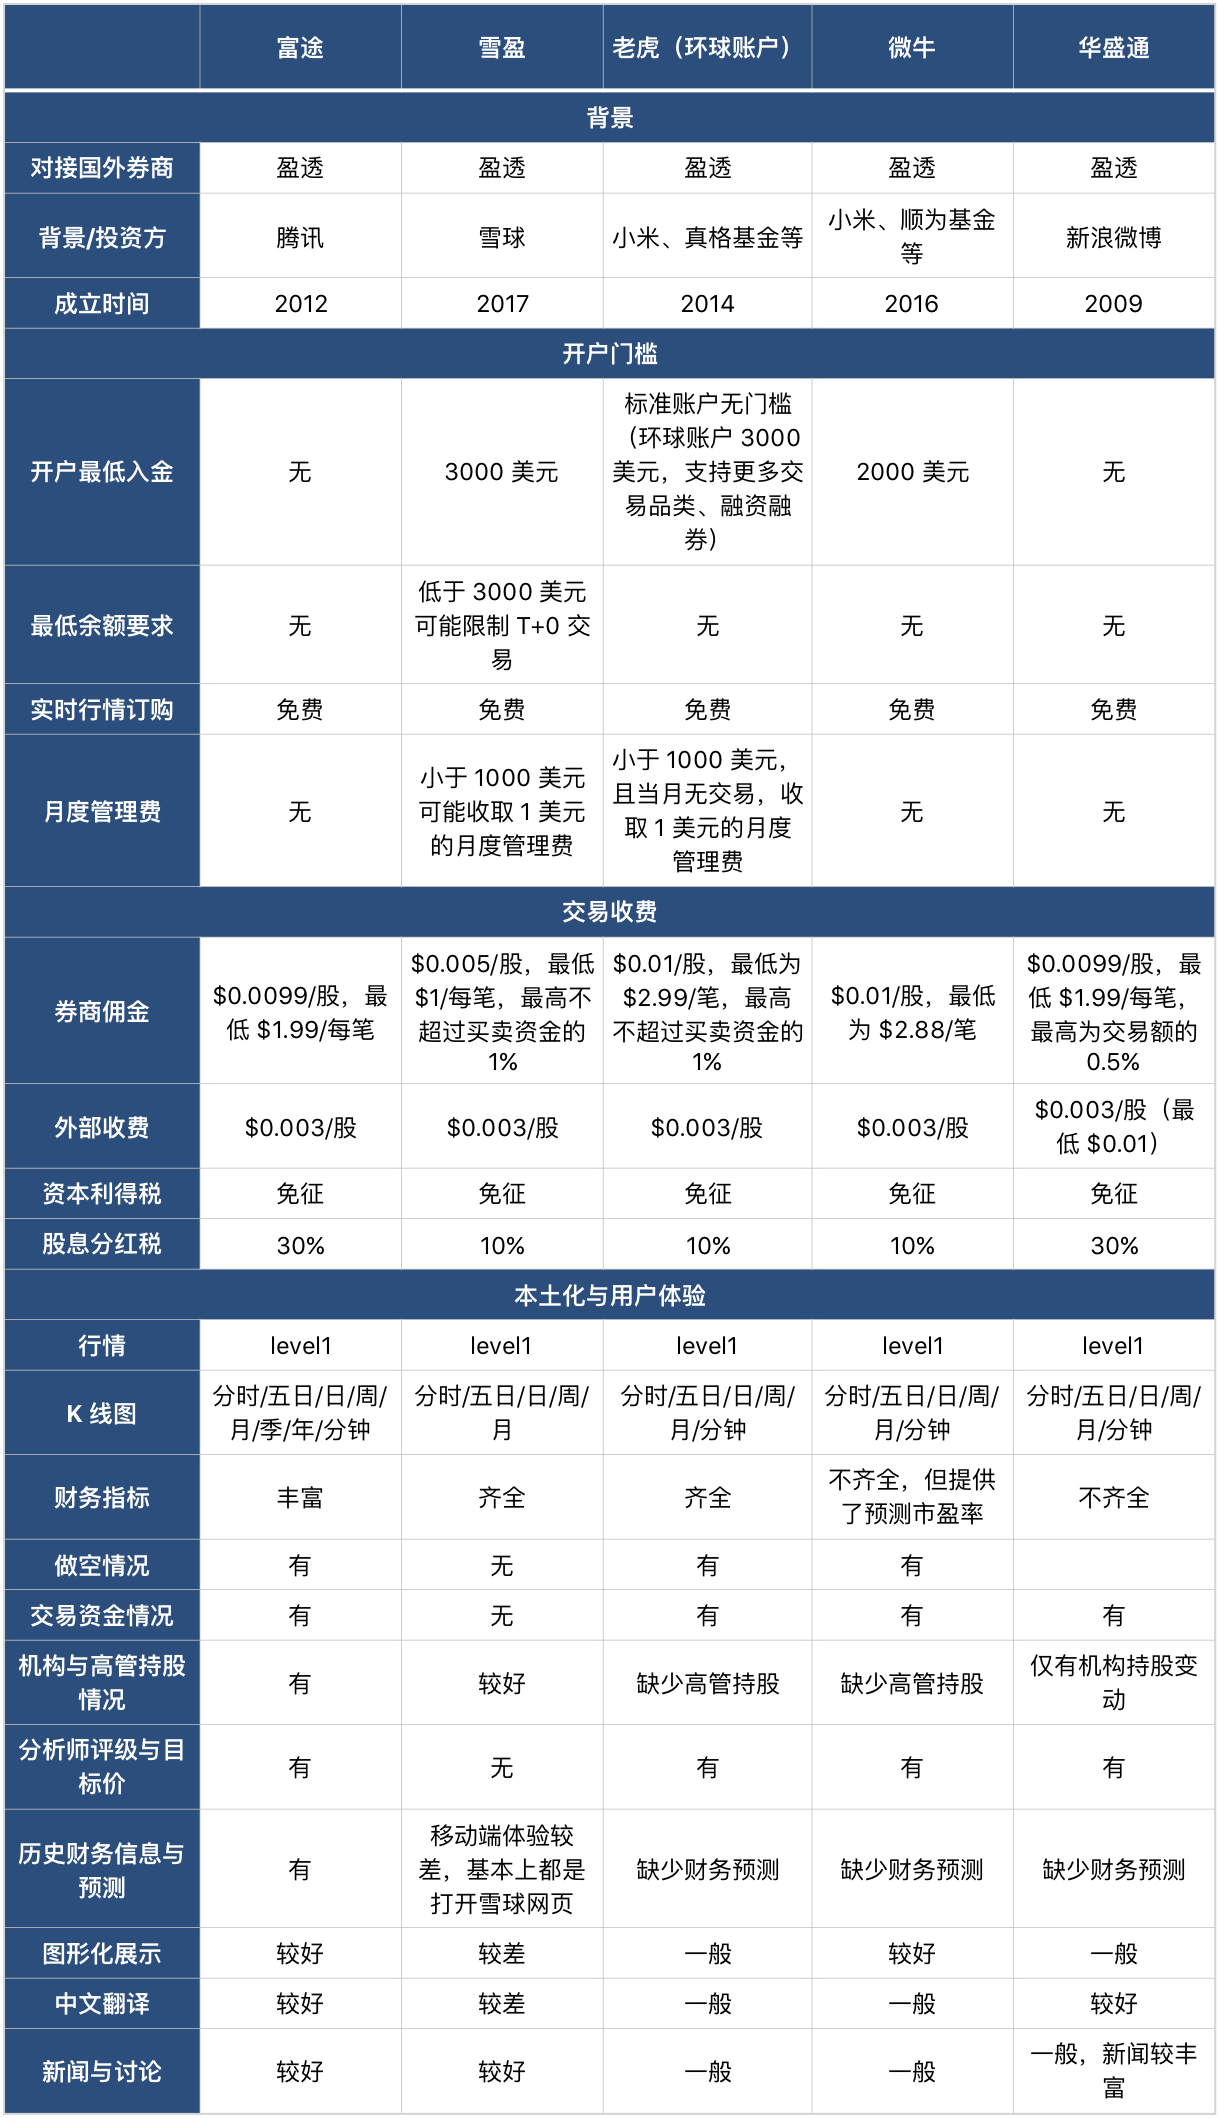 富途 雪盈 老虎（环球账户） 微牛 华盛通
背景
对接国外券商 盈透 盈透 盈透 盈透 盈透
背景/投资方 腾讯 雪球 小米、真格基金等 小米、顺为基金
等 新浪微博
成立时间 2012 2017 2014 2016 2009
开户门槛
开户最低入金 无 3000 美元 标准账户无门槛
（环球账户 3000
美元，支持更多交
易品类、融资融
券） 2000 美元 无
最低余额要求 无 低于 3000 美元
可能限制 T+0 交
易 无 无 无
实时行情订购 免费 免费 免费 免费 免费
月度管理费 无 小于 1000 美元
可能收取 1 美元
的月度管理费 小于 1000 美元，
且当月无交易，收
取 1 美元的月度
管理费 无 无
交易收费
券商佣金 $0.0099/股，最
低 $1.99/每笔 $0.005/股，最低
$1/每笔，最高不
超过买卖资金的
1% $0.01/股，最低为
$2.99/笔，最高
不超过买卖资金的
1% $0.01/股，最低
为 $2.88/笔 $0.0099/股，最
低 $1.99/每笔，
最高为交易额的
0.5%
外部收费 $0.003/股 $0.003/股 $0.003/股 $0.003/股 $0.003/股（最
低 $0.01）
资本利得税 免征 免征 免征 免征 免征
股息分红税 30% 10% 10% 10% 30%
本土化与用户体验
行情 level1 level1 level1 level1 level1
K 线图 分时/五日/日/周/
月/季/年/分钟 分时/五日/日/周/
月 分时/五日/日/周/
月/分钟 分时/五日/日/周/
月/分钟 分时/五日/日/周/
月/分钟
财务指标 丰富 齐全 齐全 不齐全，但提供
了预测市盈率 不齐全
做空情况 有 无 有 有
交易资金情况 有 无 有 有 有
机构与高管持股
情况 有 较好 缺少高管持股 缺少高管持股 仅有机构持股变
动
分析师评级与目
标价 有 无 有 有 有
历史财务信息与
预测 有 移动端体验较
差，基本上都是
打开雪球网页 缺少财务预测 缺少财务预测 缺少财务预测
图形化展示 较好 较差 一般 较好 一般
中文翻译 较好 较差 一般 一般 较好
新闻与讨论 较好 较好 一般 一般 一般，新闻较丰
富